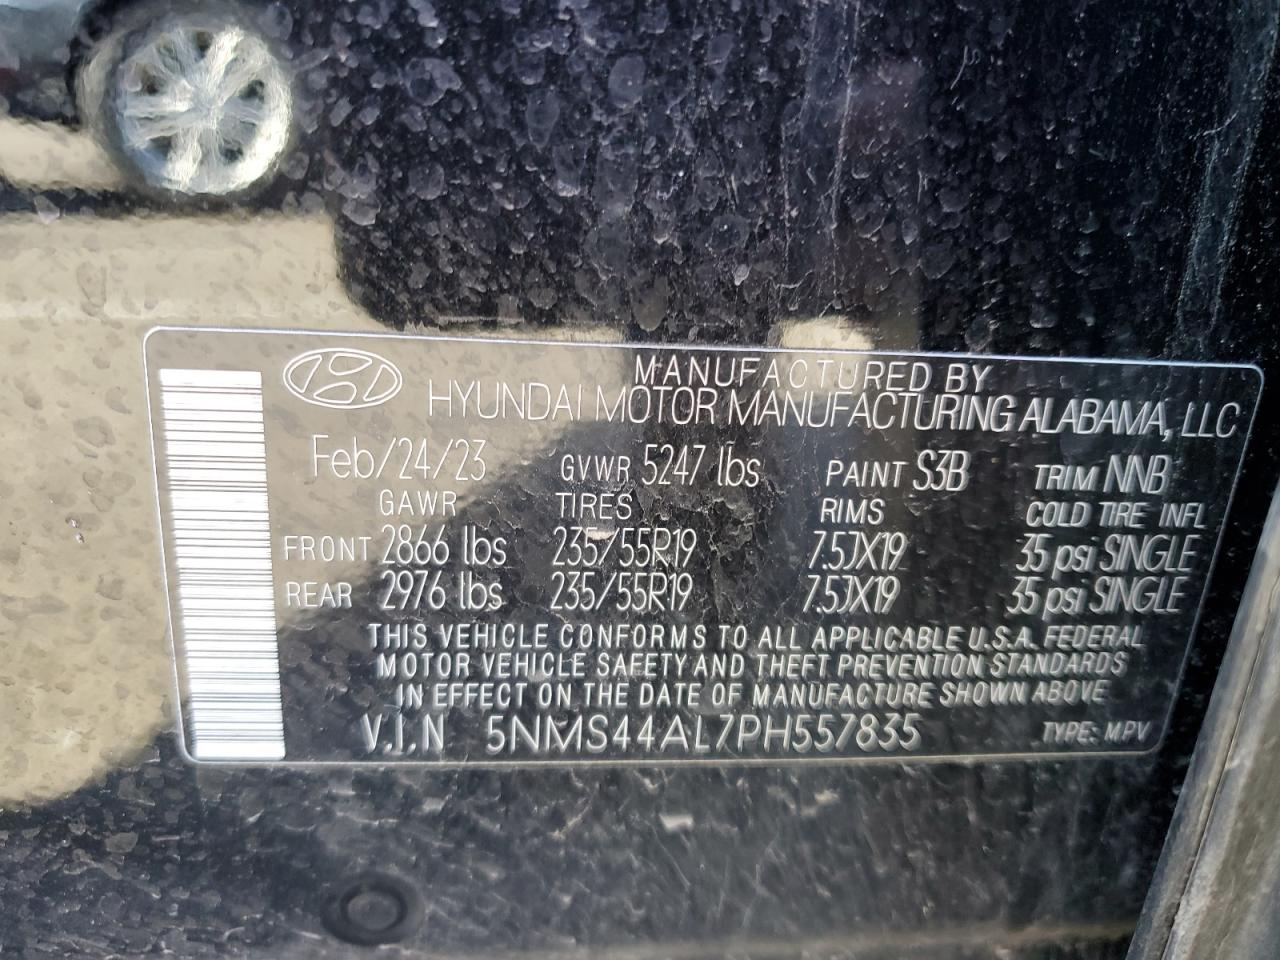 MANUFACTURED BY
HYUNDAI MOTOR MANUFACTURING ALABAMA, LLC
Feb/24/23 GVWR 5247 lbs PAINT S3B TRIM NNB
GAWR TIRES RIMS COLD TIRE INFL
FRONT 2866 lbs 235/55R19 7.5JX19 35 psi SINGLE
REAR 2976 lbs 235/55R19 7.5JX19 35 psi SINGLE
THIS VEHICLE CONFORMS TO ALL APPLICABLE U.S.A. FEDERAL
MOTOR VEHICLE SAFETY AND THEFT PREVENTION STANDARDS
IN EFFECT ON THE DATE OF MANUFACTURE SHOWN ABOVE
V.I.N 5NMS44AL7PH557835 TYPE: MPV